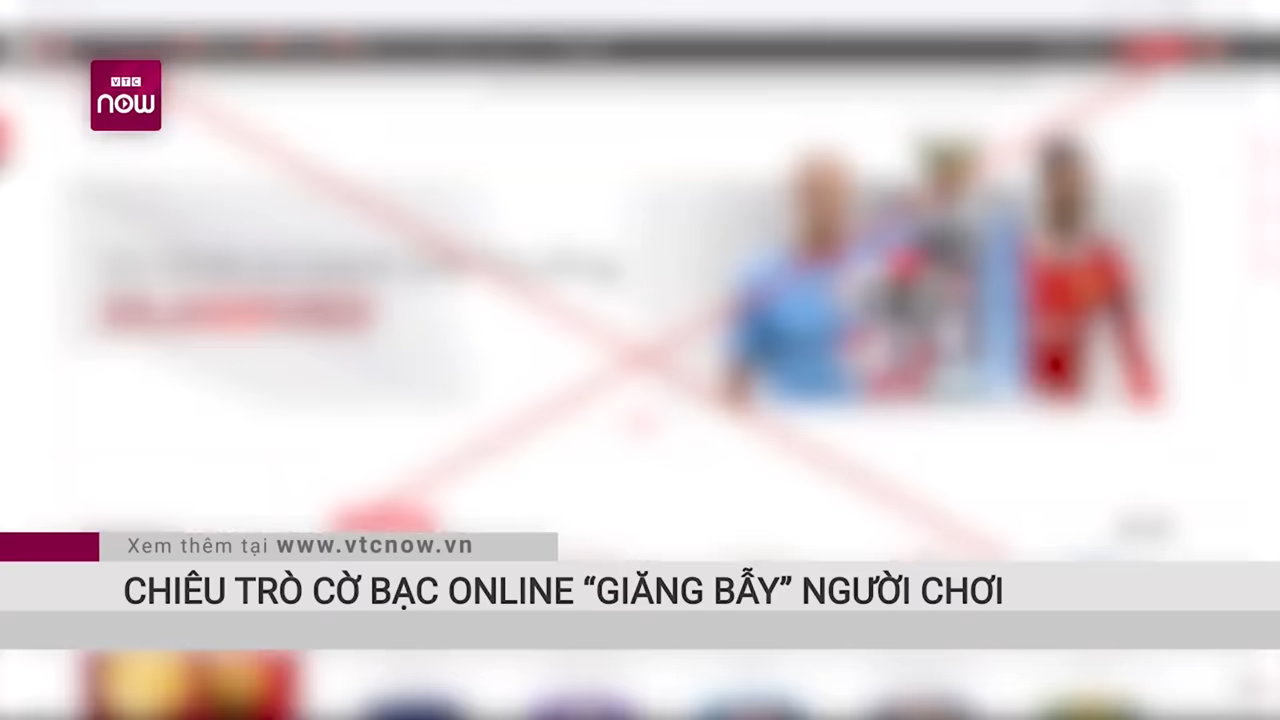 VTC
now
Xem thêm tại www.vtcnow.vn
CHIÊU TRÒ CỜ BẠC ONLINE “GIĂNG BẪY” NGƯỜI CHƠI